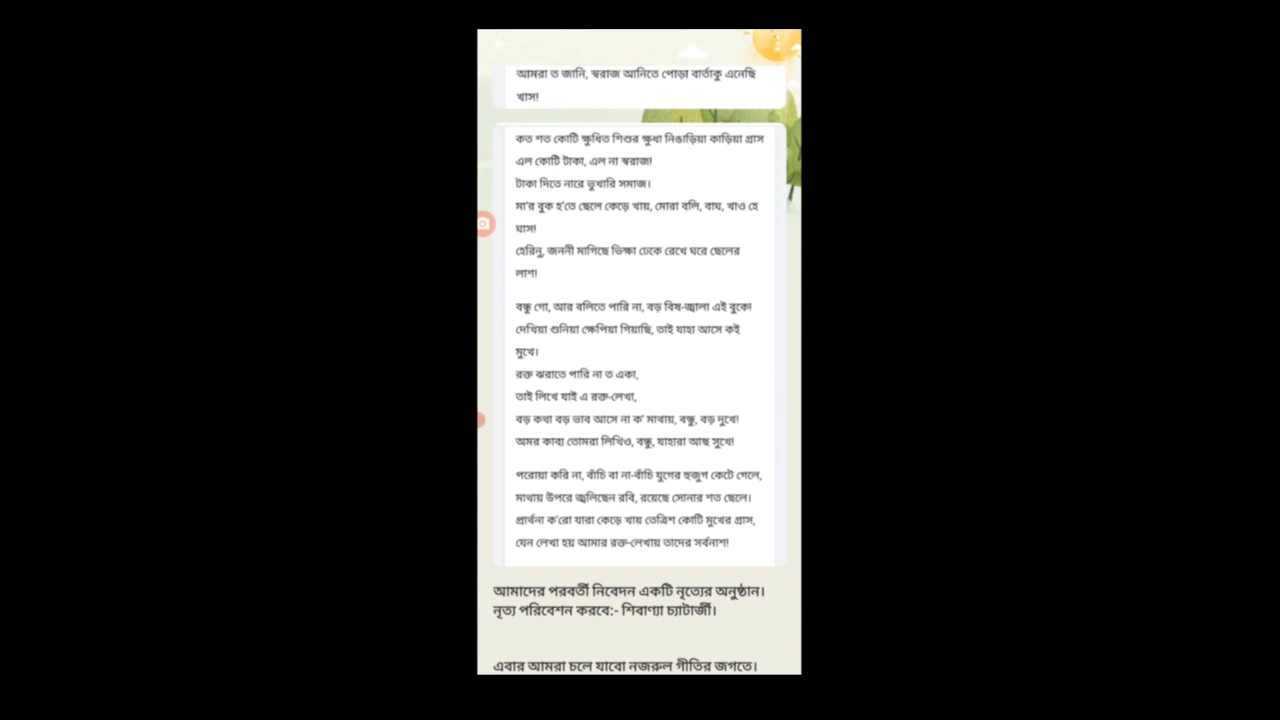 আমরা ত জানি, স্বরাজ আনিতে পোড়া বার্তাকু এনেছি
খাস!
কত শত কোটি ক্ষুধিত শিশুর ক্ষুধা নিঙাড়িয়া কাড়িয়া গ্রাস
এল কোটি টাকা, এল না স্বরাজ!
টাকা দিতে নারে ভুখারি সমাজ।
মা'র বুক হ'তে ছেলে কেড়ে খায়, মোরা বলি, বাঘ, খাও হে
ঘাস!
হেরিনু, জননী মাগিছে ভিক্ষা ঢেকে রেখে ঘরে ছেলের
লাশ!
বন্ধু গো, আর বলিতে পারি না, বড় বিষ-জ্বালা এই বুকে!
দেখিয়া শুনিয়া ক্ষেপিয়া গিয়াছি, তাই যাহা আসে কই
মুখে।
রক্ত ঝরাতে পারি না ত একা,
তাই লিখে যাই এ রক্ত-লেখা,
বড় কথা বড় ভাব আসে না ক' মাথায়, বন্ধু, বড় দুখে!
অমর কাব্য তোমরা লিখিও, বন্ধু, যাহারা আছ সুখে!
পরোয়া করি না, বাঁচি বা না-বাঁচি যুগের হুজুগ কেটে গেলে,
মাথায় উপরে জ্বলিছেন রবি, রয়েছে সোনার শত ছেলে।
প্রার্থনা ক'রো যারা কেড়ে খায় তেত্রিশ কোটি মুখের গ্রাস,
যেন লেখা হয় আমার রক্ত-লেখায় তাদের সর্বনাশ!
আমাদের পরবর্তী নিবেদন একটি নৃত্যের অনুষ্ঠান।
নৃত্য পরিবেশন করবে:- শিবাণ্যা চ্যাটার্জী।
এবার আমরা চলে যাবো নজরুল গীতির জগতে।